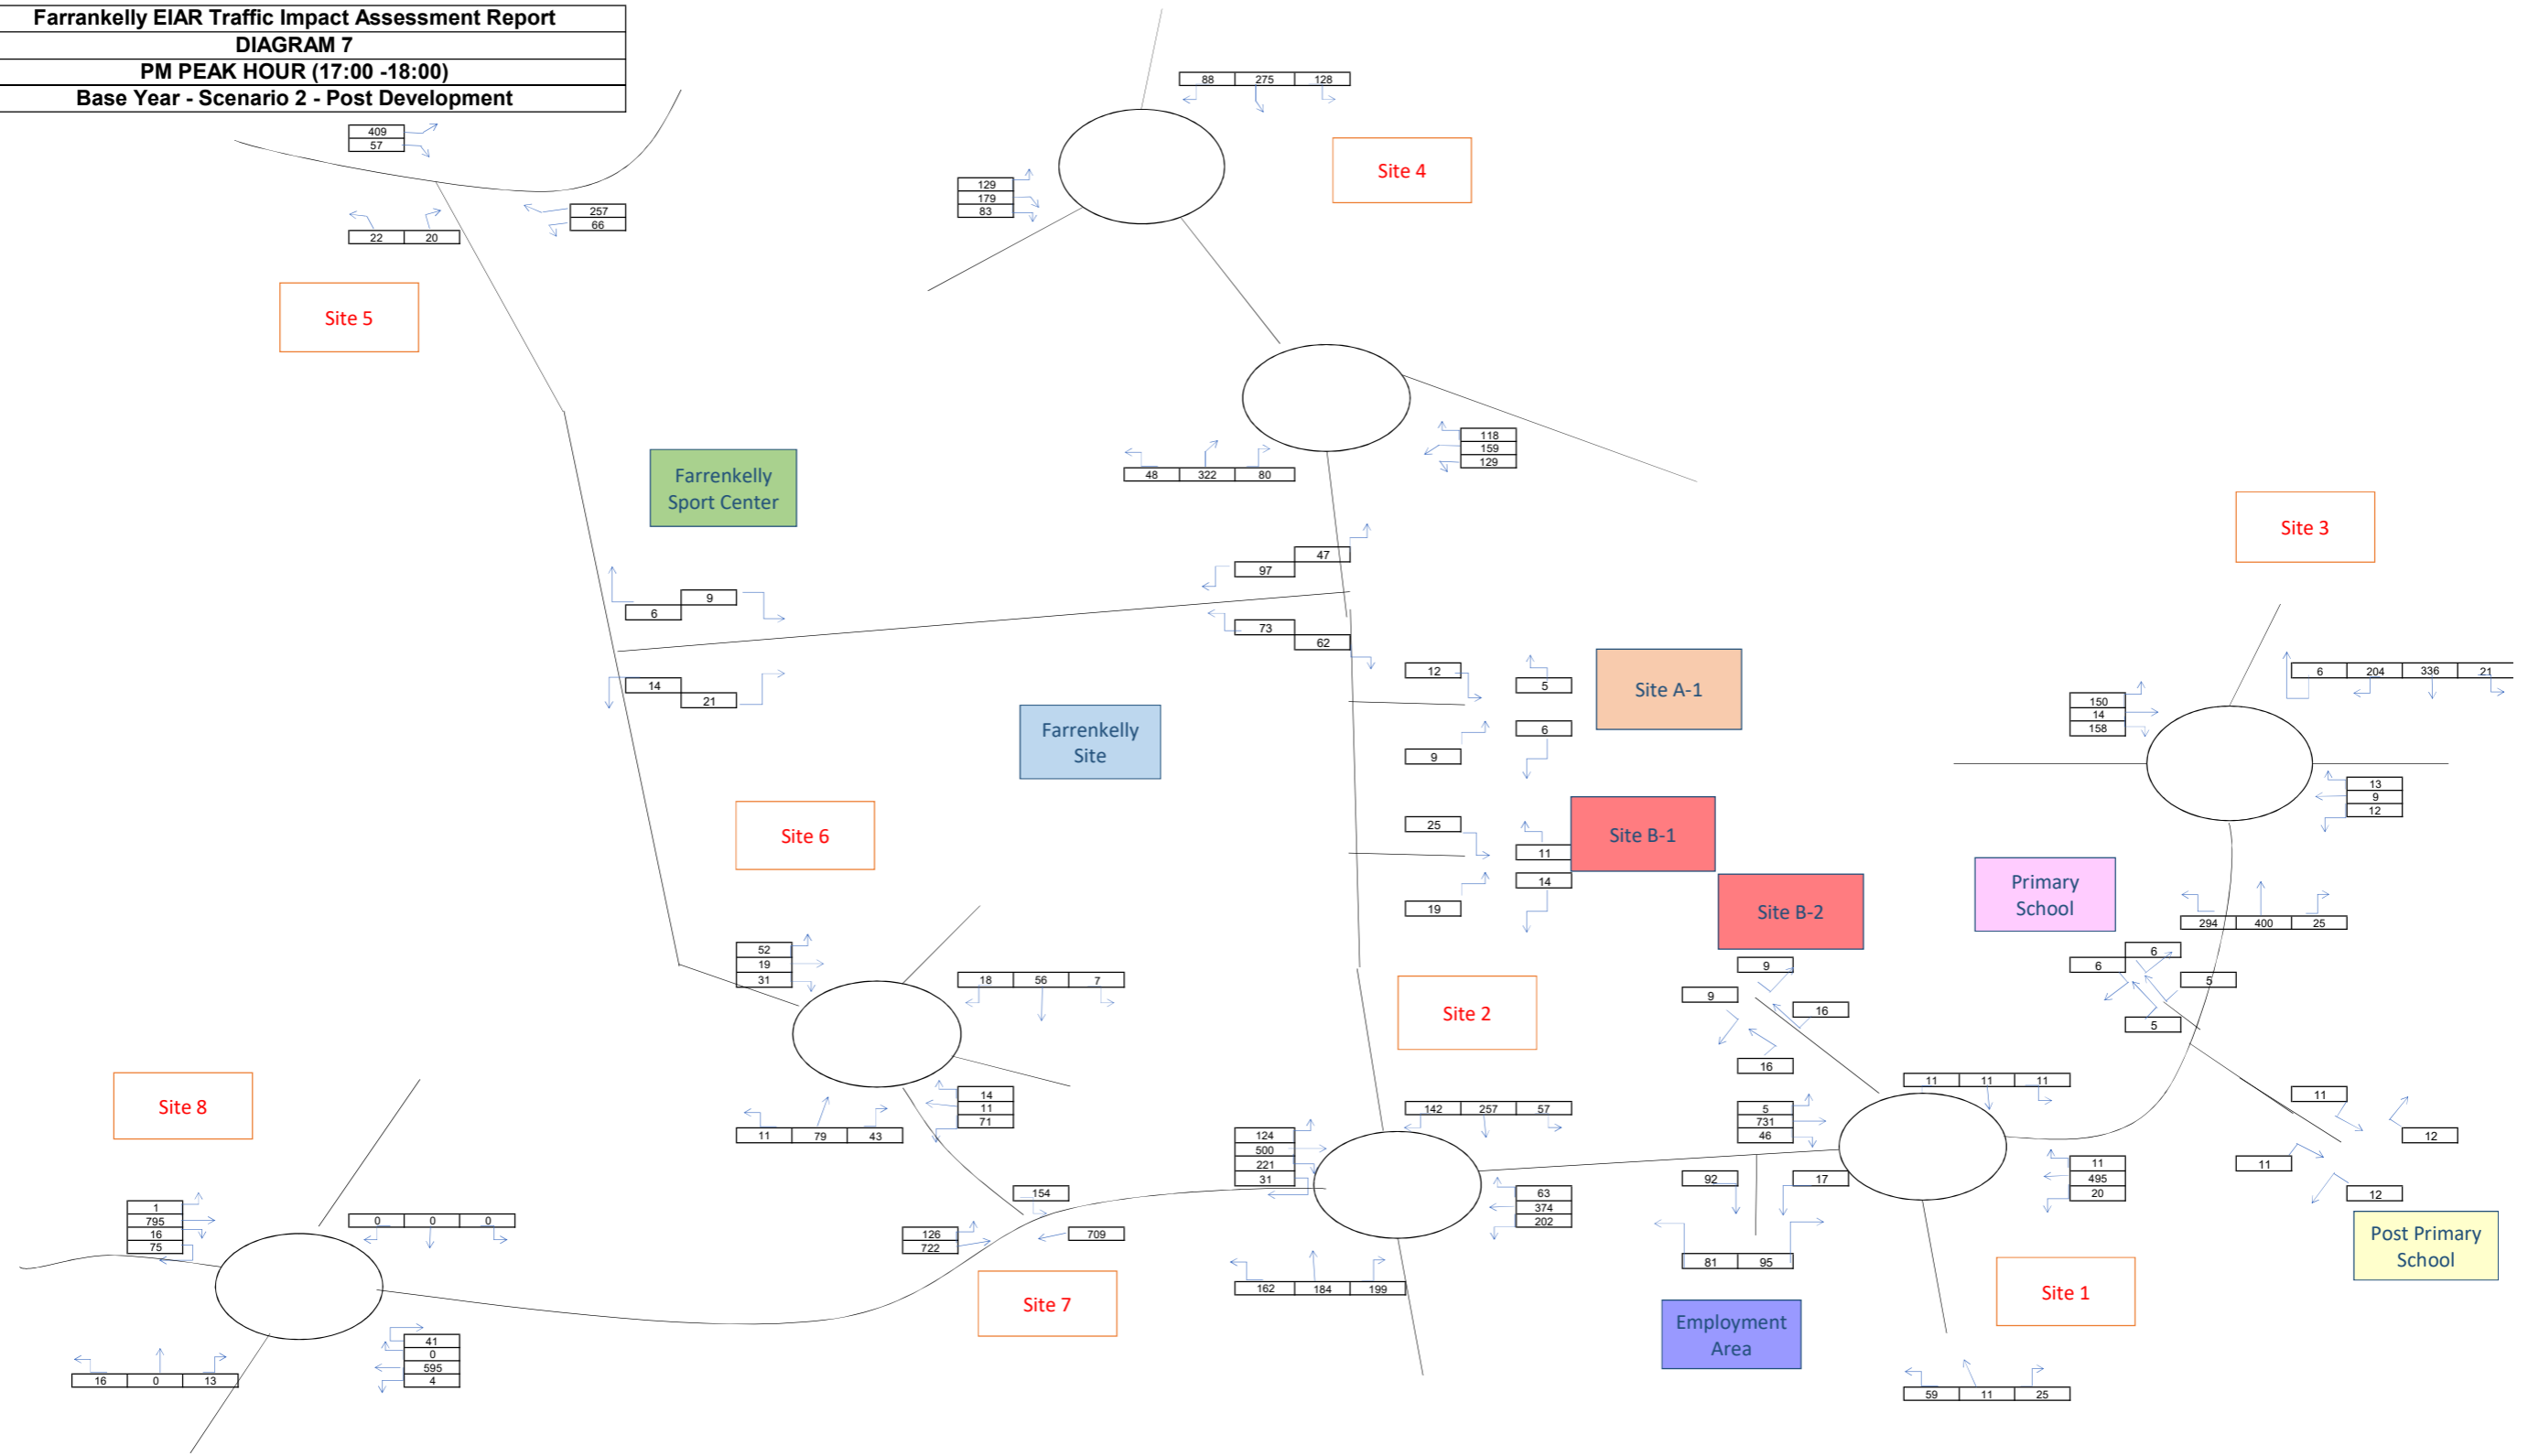 Farrankelly EIAR Traffic Impact Assessment Report
DIAGRAM 7
PM PEAK HOUR (17:00 -18:00)
Base Year - Scenario 2 - Post Development
88 275 128
409
57
Site 4
129
179
83
257
66
22 20
Site 5
118
159
129
48 322 80
Farrenkelly
Sport Center
Site 3
47
97
9
6
73
62
12
5
Site A-1
6 204 336 21
14
21
150
14
158
Farrenkelly
Site
6
9
13
9
12
Site 6
25
Site B-1
11
14
19
Primary
School
Site B-2
294 400 25
52
19
31
18 56 7
6
6
5
9
9
16
Site 2
5
16
Site 8
14
11
71
11 79 43
142 257 57
11 11 11
11
5
731
46
124
500
221
31
12
11
11
495
20
92
17
154
63
374
202
12
1
795
16
75
0 0 0
126
722
709
Post Primary
School
81 95
162 184 199
Site 7
Site 1
Employment
Area
41
0
595
4
16 0 13
59 11 25